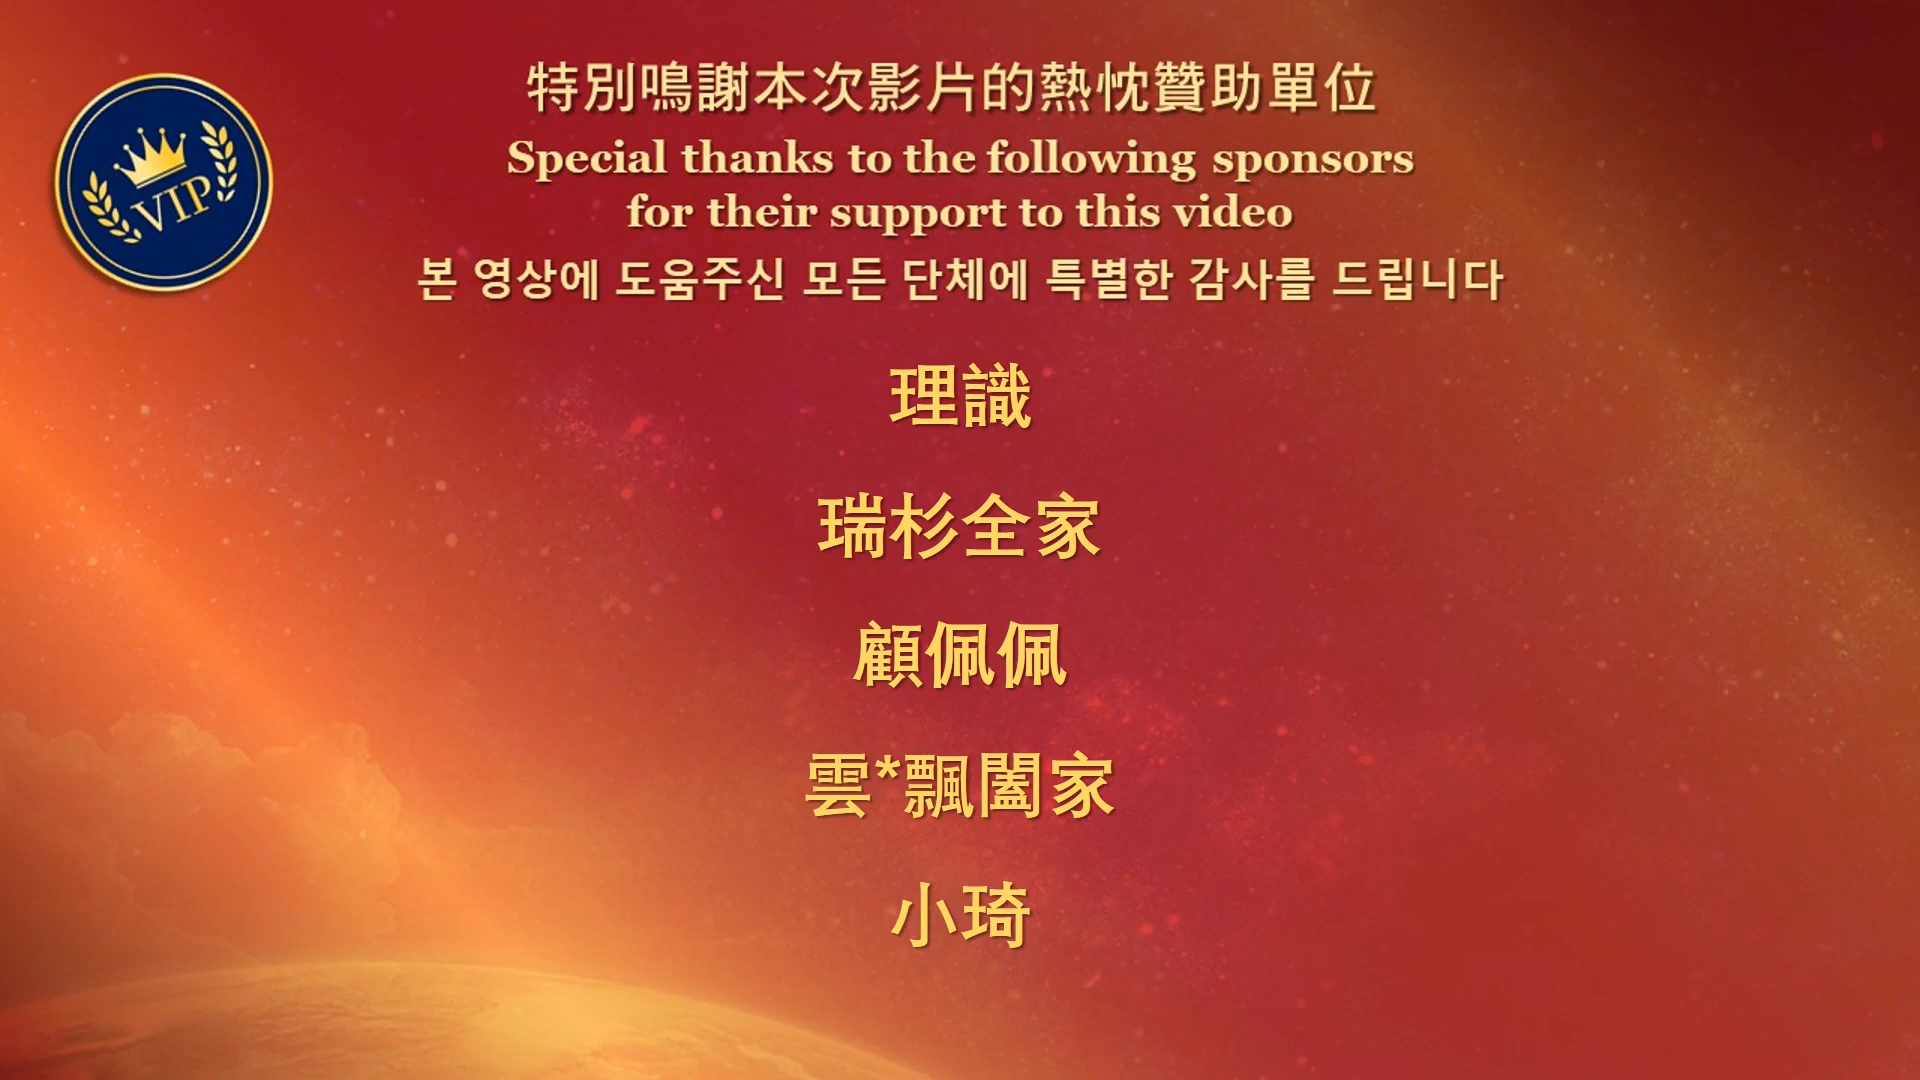 VIP
特別鳴謝本次影片的熱忱贊助單位
Special thanks to the following sponsors
for their support to this video
본 영상에 도움주신 모든 단체에 특별한 감사를 드립니다
理識
瑞杉全家
顧佩佩
雲*飄闔家
小琦